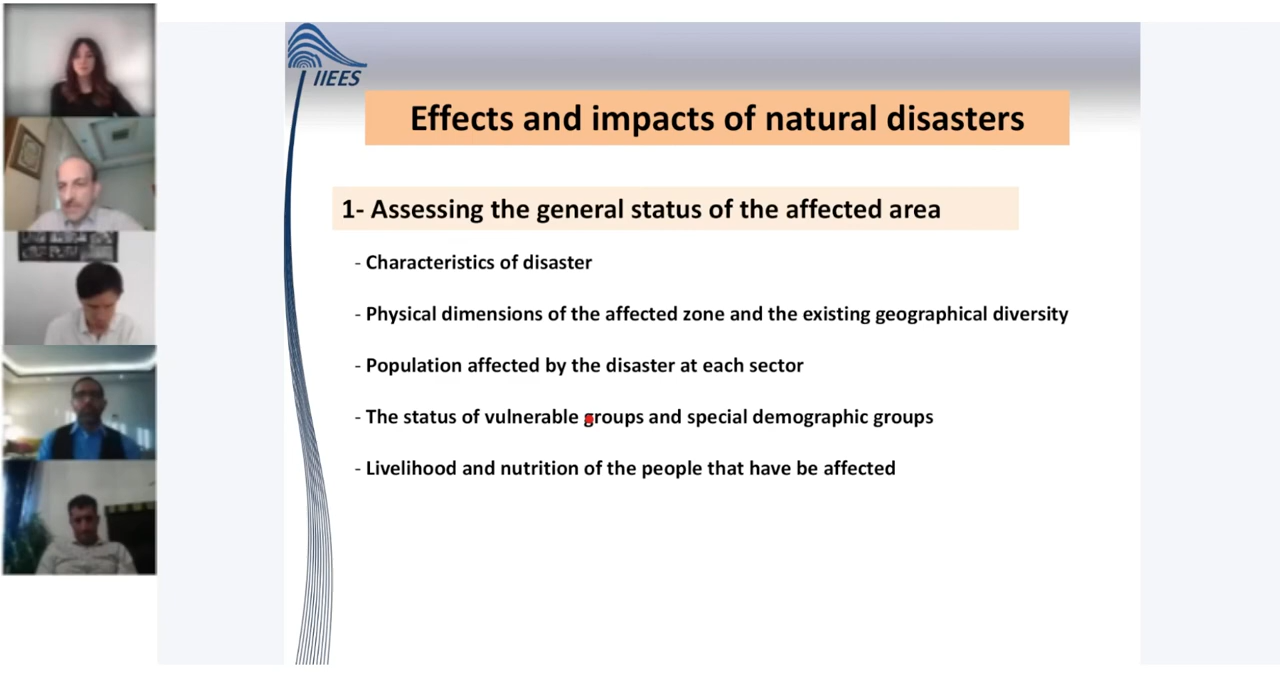 IIEES
Effects and impacts of natural disasters
1- Assessing the general status of the affected area
- Characteristics of disaster
- Physical dimensions of the affected zone and the existing geographical diversity
- Population affected by the disaster at each sector
- The status of vulnerable groups and special demographic groups
- Livelihood and nutrition of the people that have be affected